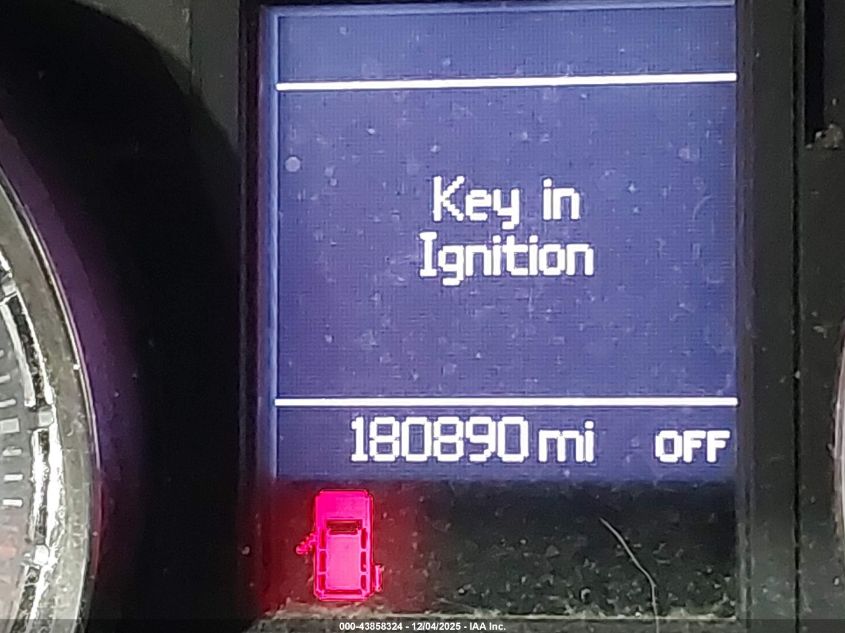 Key in
Ignition
180890 mi OFF
000-43858324 - 12/04/2025 - IAA Inc.